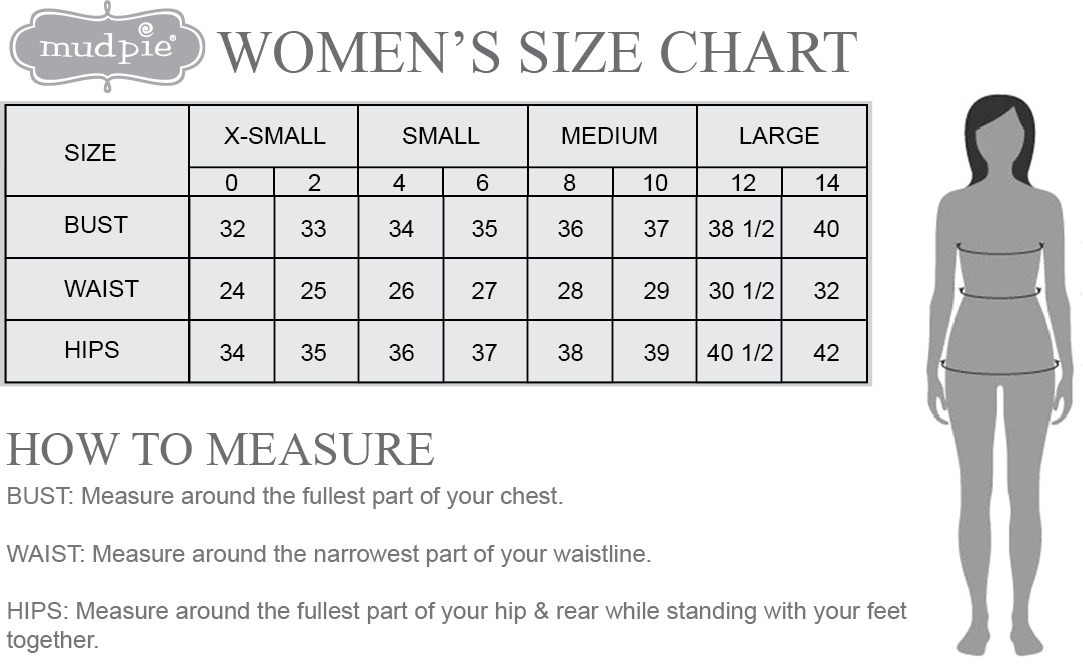 mudpie® WOMEN'S SIZE CHART
SIZE X-SMALL SMALL MEDIUM LARGE
0 2 4 6 8 10 12 14
BUST 32 33 34 35 36 37 38 1/2 40
WAIST 24 25 26 27 28 29 30 1/2 32
HIPS 34 35 36 37 38 39 40 1/2 42
HOW TO MEASURE
BUST: Measure around the fullest part of your chest.
WAIST: Measure around the narrowest part of your waistline.
HIPS: Measure around the fullest part of your hip & rear while standing with your feet
together.